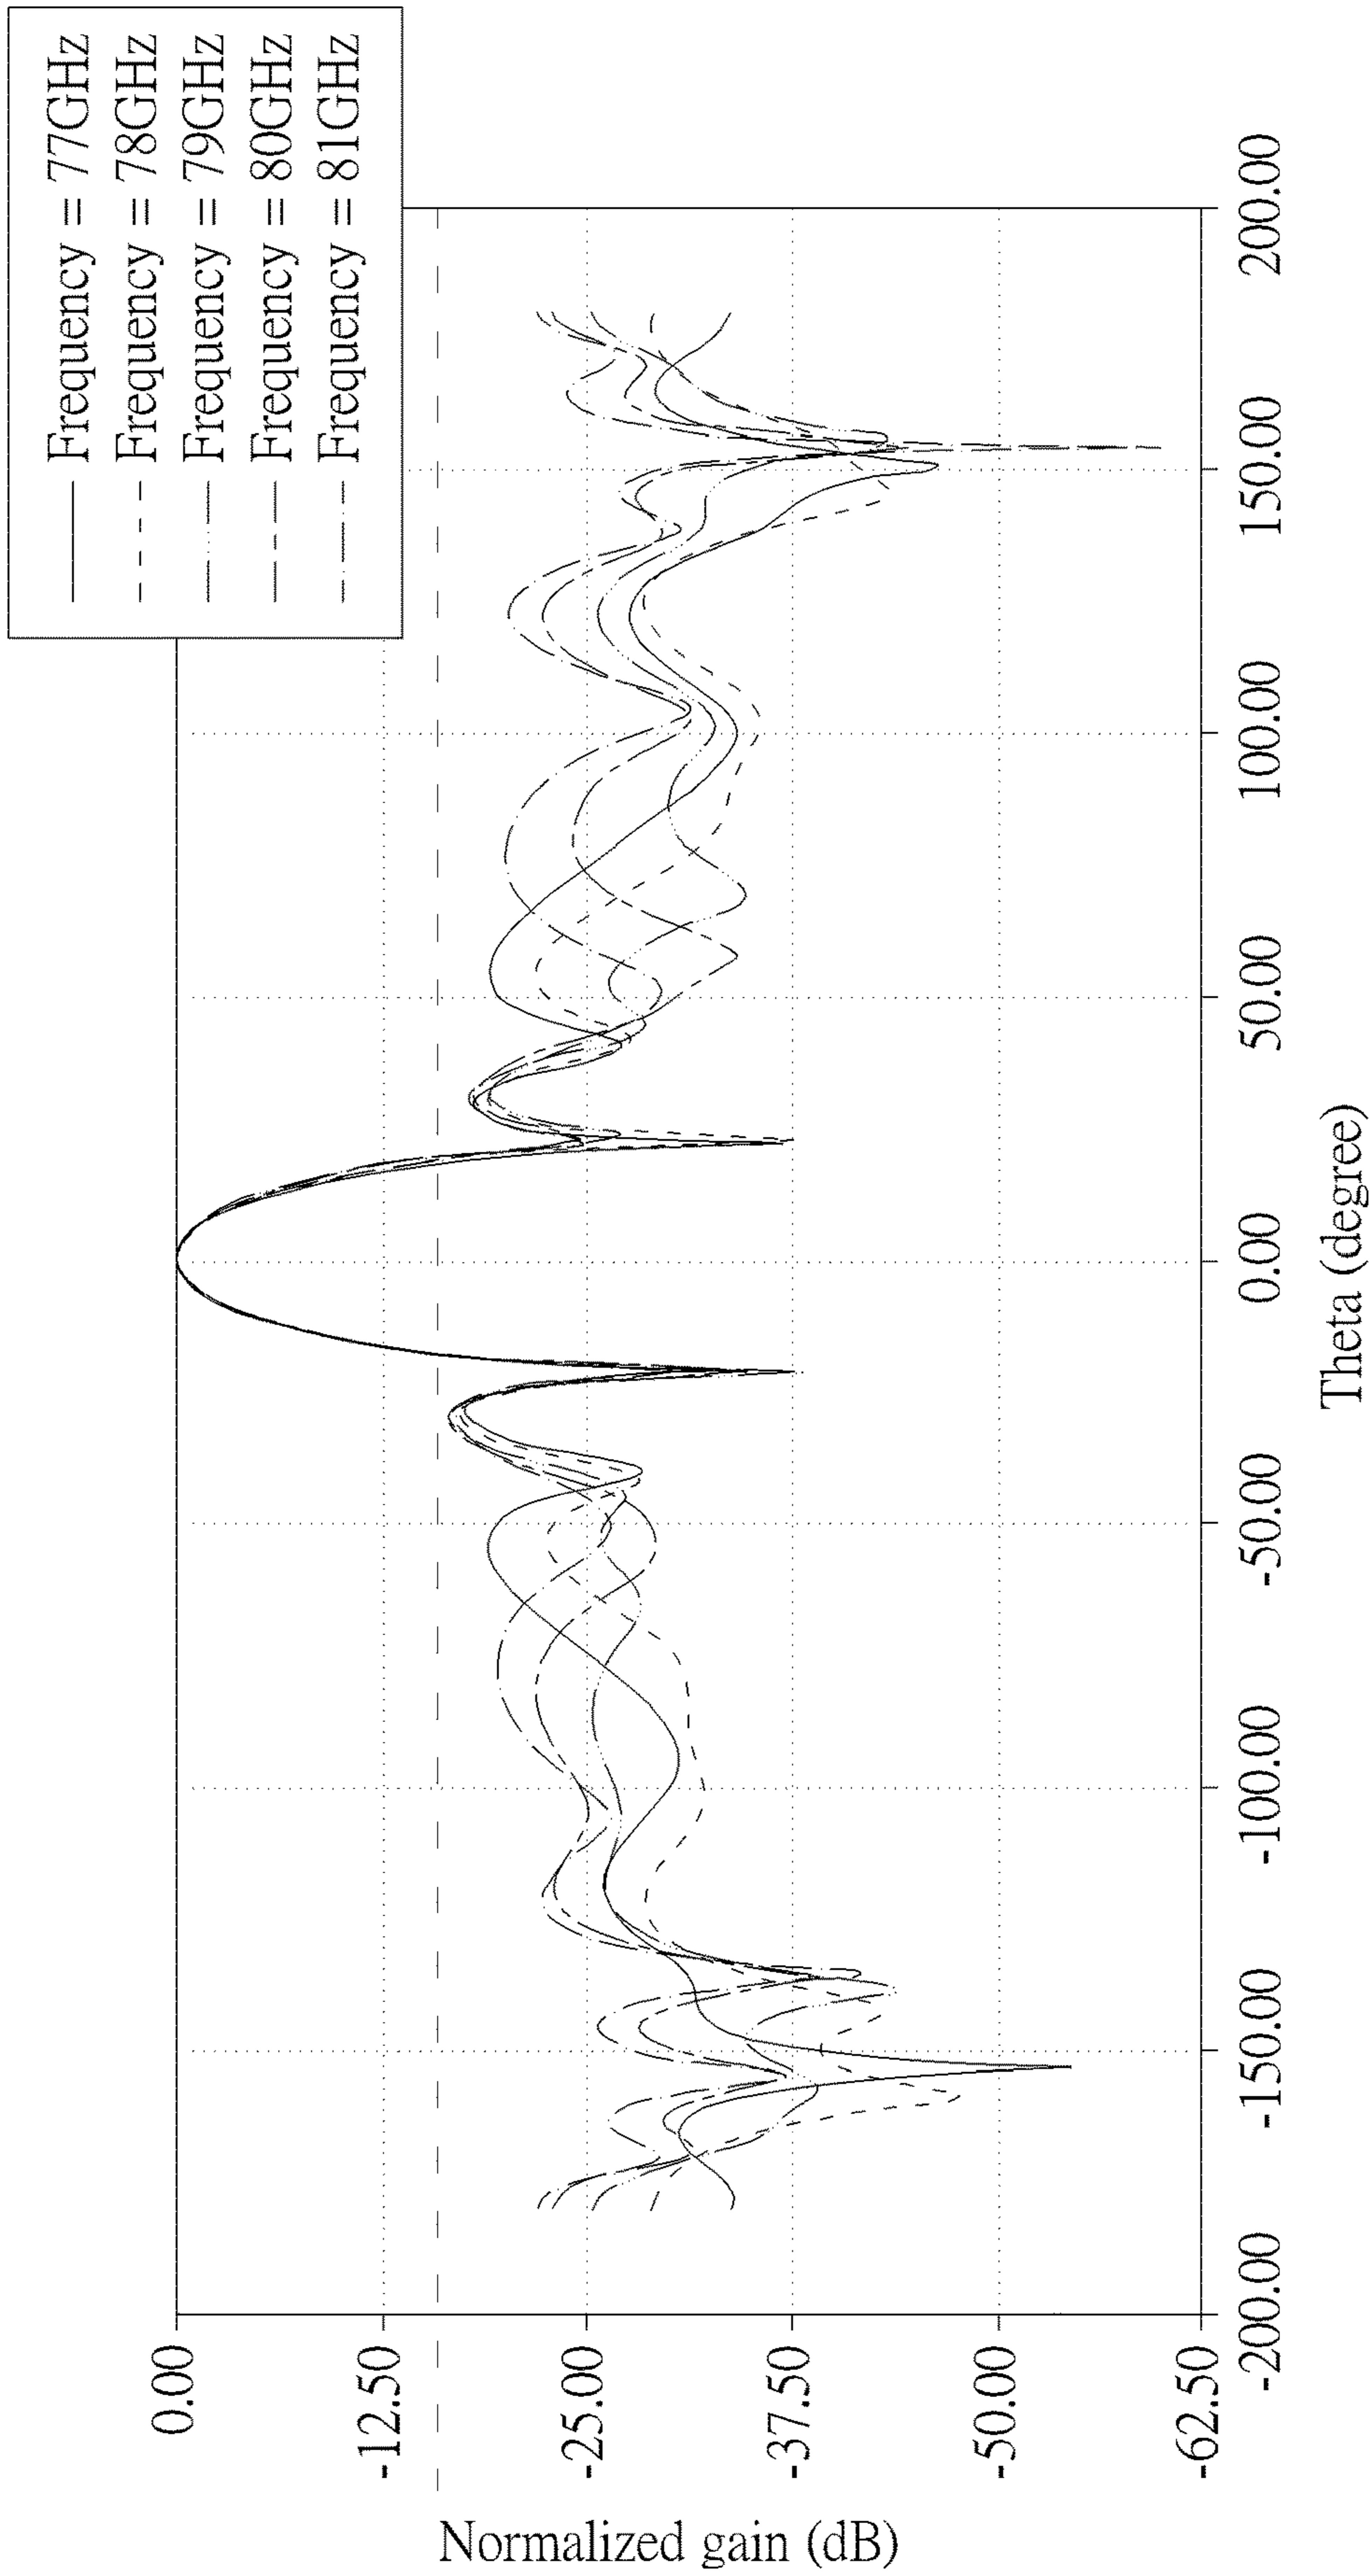 Frequency = 77GHz
Frequency = 78GHz
Frequency = 79GHz
Frequency = 80GHz
Frequency = 81GHz
Normalized gain (dB)
0.00
-12.50
-25.00
-37.50
-50.00
-62.50
-200.00
-150.00
-100.00
-50.00
0.00
50.00
100.00
150.00
200.00
Theta (degree)